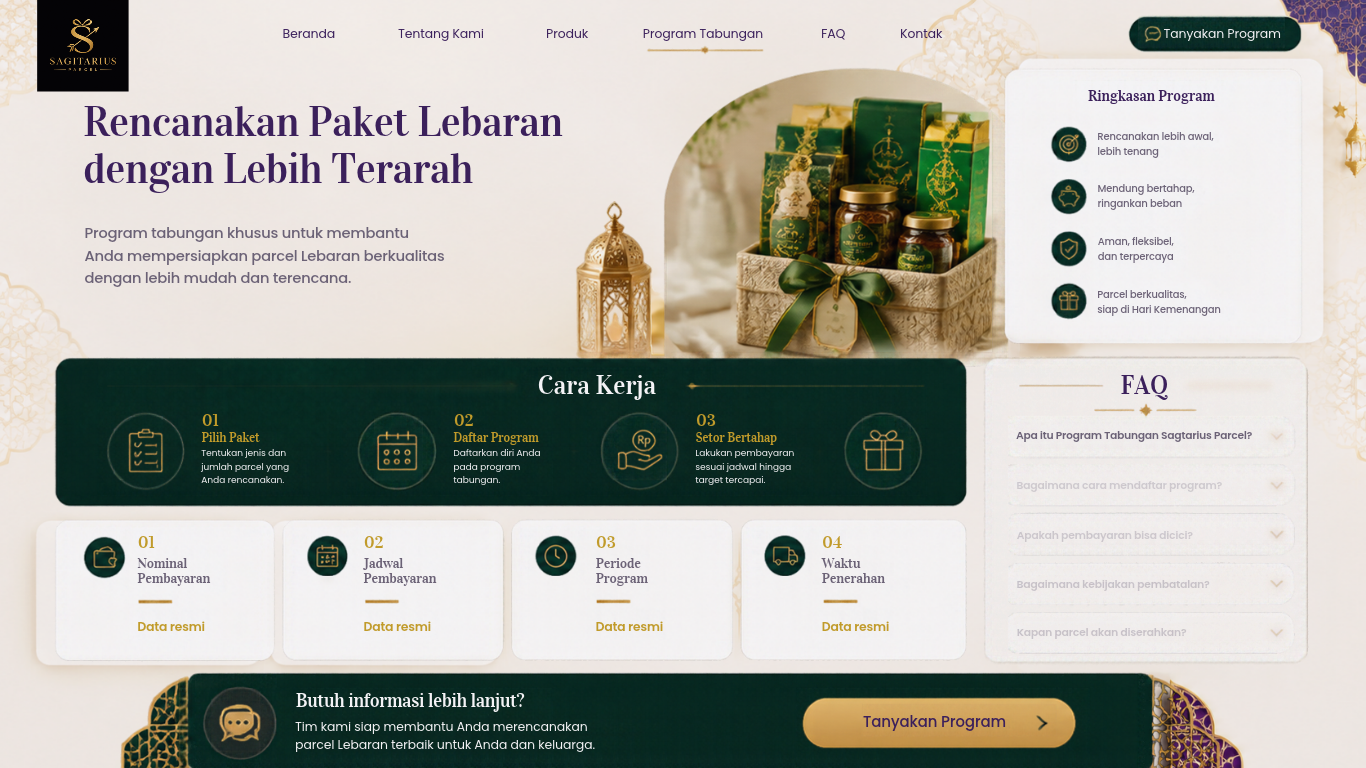 SAGITARIUS
PARCEL
Beranda
Tentang Kami
Produk
Program Tabungan
FAQ
Kontak
Tanyakan Program
Rencanakan Paket Lebaran
dengan Lebih Terarah
Program tabungan khusus untuk membantu
Anda mempersiapkan parcel Lebaran berkualitas
dengan lebih mudah dan terencana.
Ringkasan Program
Rencanakan lebih awal,
lebih tenang
Mendung bertahap,
ringankan beban
Aman, fleksibel,
dan terpercaya
Parcel berkualitas,
siap di Hari Kemenangan
Cara Kerja
01
Pilih Paket
Tentukan jenis dan
jumlah parcel yang
Anda rencanakan.
02
Daftar Program
Daftarkan diri Anda
pada program
tabungan.
Rp
03
Setor Bertahap
Lakukan pembayaran
sesuai jadwal hingga
target tercapai.
FAQ
Apa itu Program Tabungan Sagtarius Parcel?
Bagaimana cara mendaftar program?
Apakah pembayaran bisa dicici?
Bagaimana kebijakan pembatalan?
Kapan parcel akan diserahkan?
01
Nominal
Pembayaran
Data resmi
02
Jadwal
Pembayaran
Data resmi
03
Periode
Program
Data resmi
04
Waktu
Penerahan
Data resmi
Butuh informasi lebih lanjut?
Tim kami siap membantu Anda merencanakan
parcel Lebaran terbaik untuk Anda dan keluarga.
Tanyakan Program